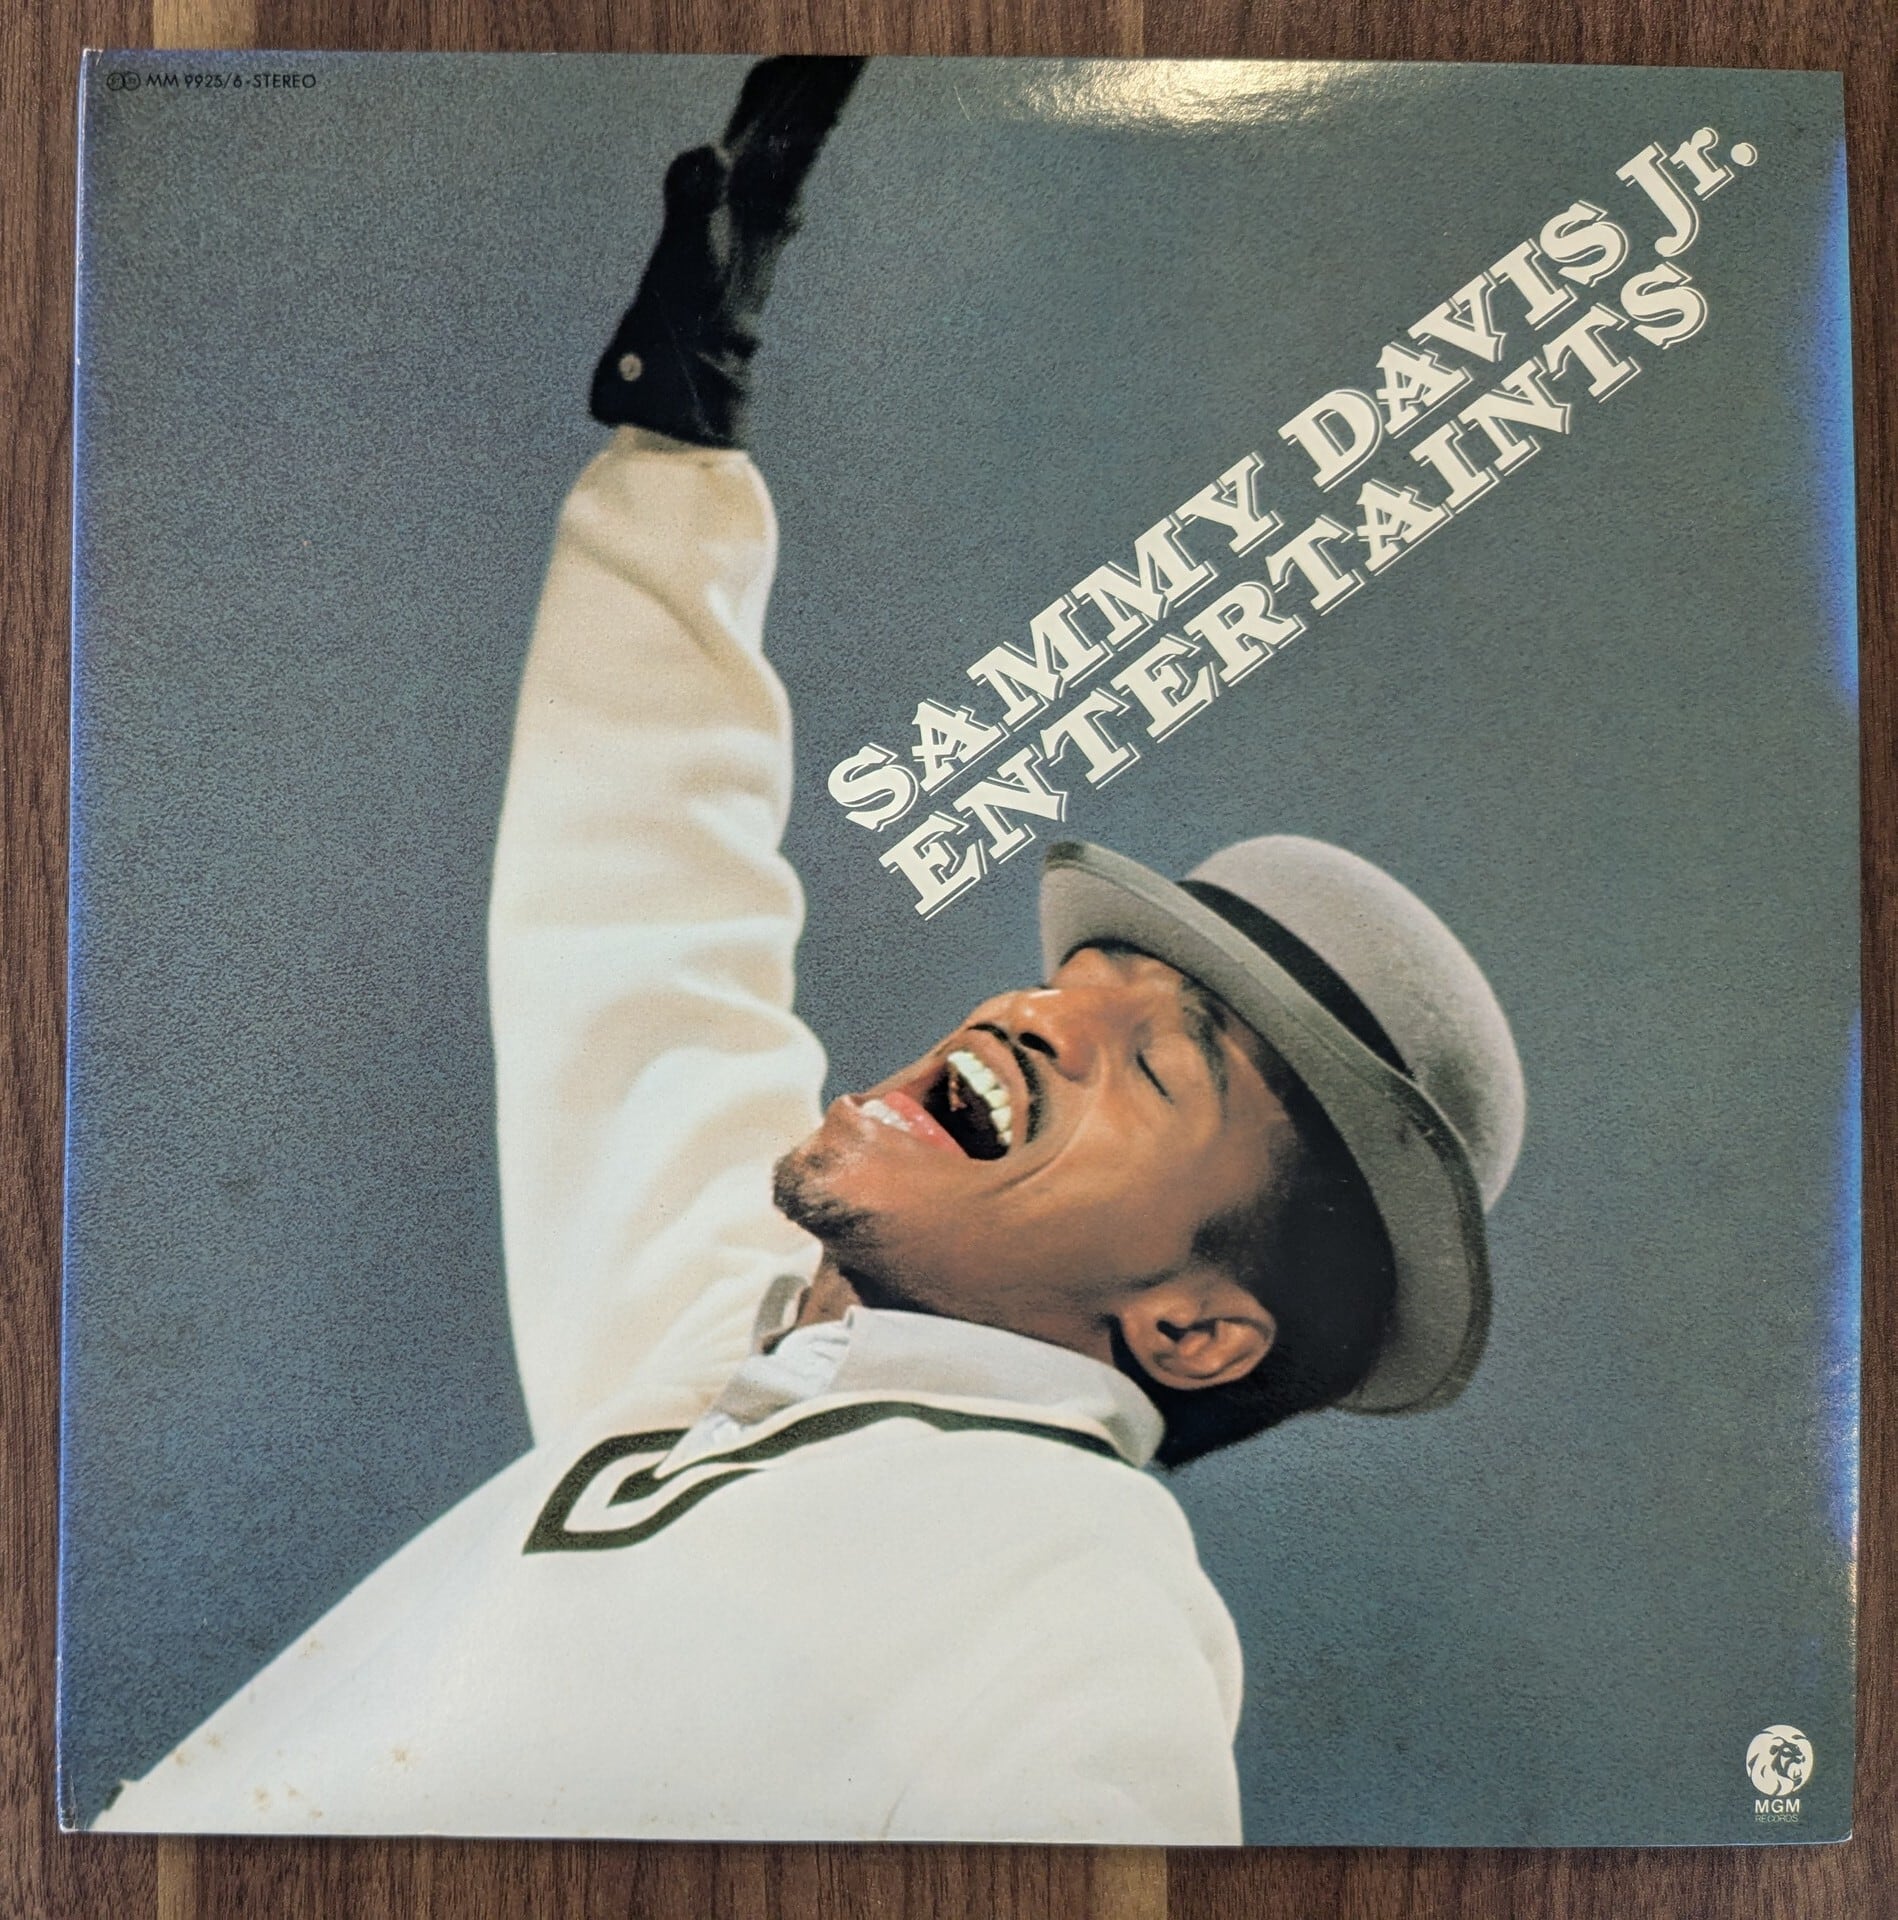 MM 9925/6-STEREO
SAMMY DAVIS Jr.
ENTERTAINTS
MGM
RECORDS